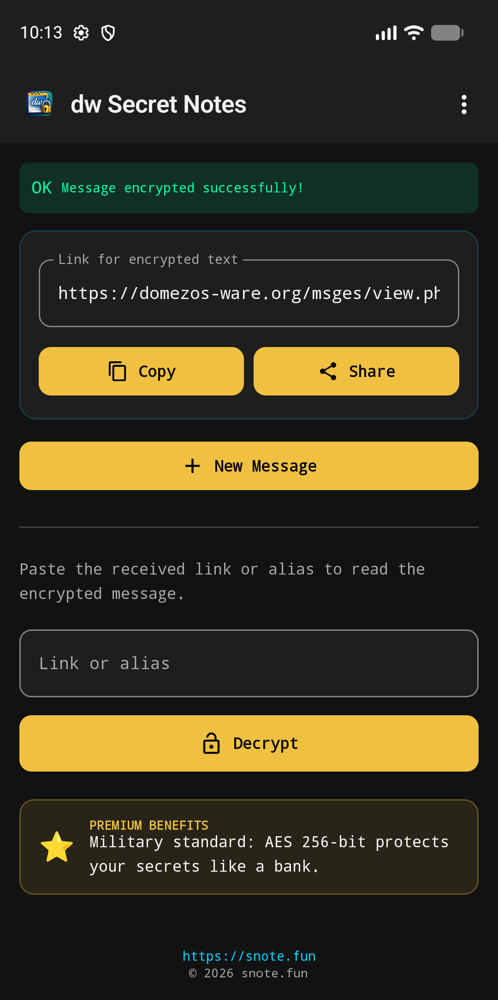 10:13
dw Secret Notes
OK Message encrypted successfully!
Link for encrypted text
https://domezos-ware.org/msges/view.ph
Copy
Share
New Message
Paste the received link or alias to read the
encrypted message.
Link or alias
Decrypt
PREMIUM BENEFITS
Military standard: AES 256-bit protects
your secrets like a bank.
https://snote.fun
© 2026 snote.fun